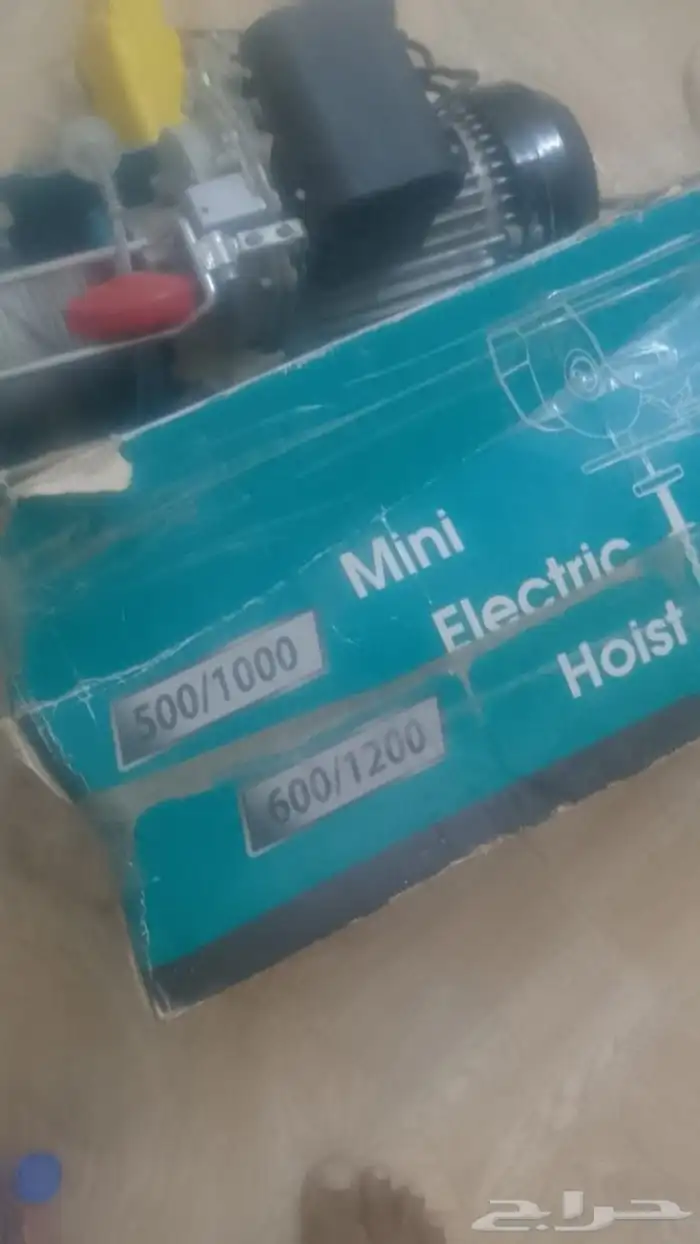 Mini
Electric
Hoist
500/1000
600/1200
حراج